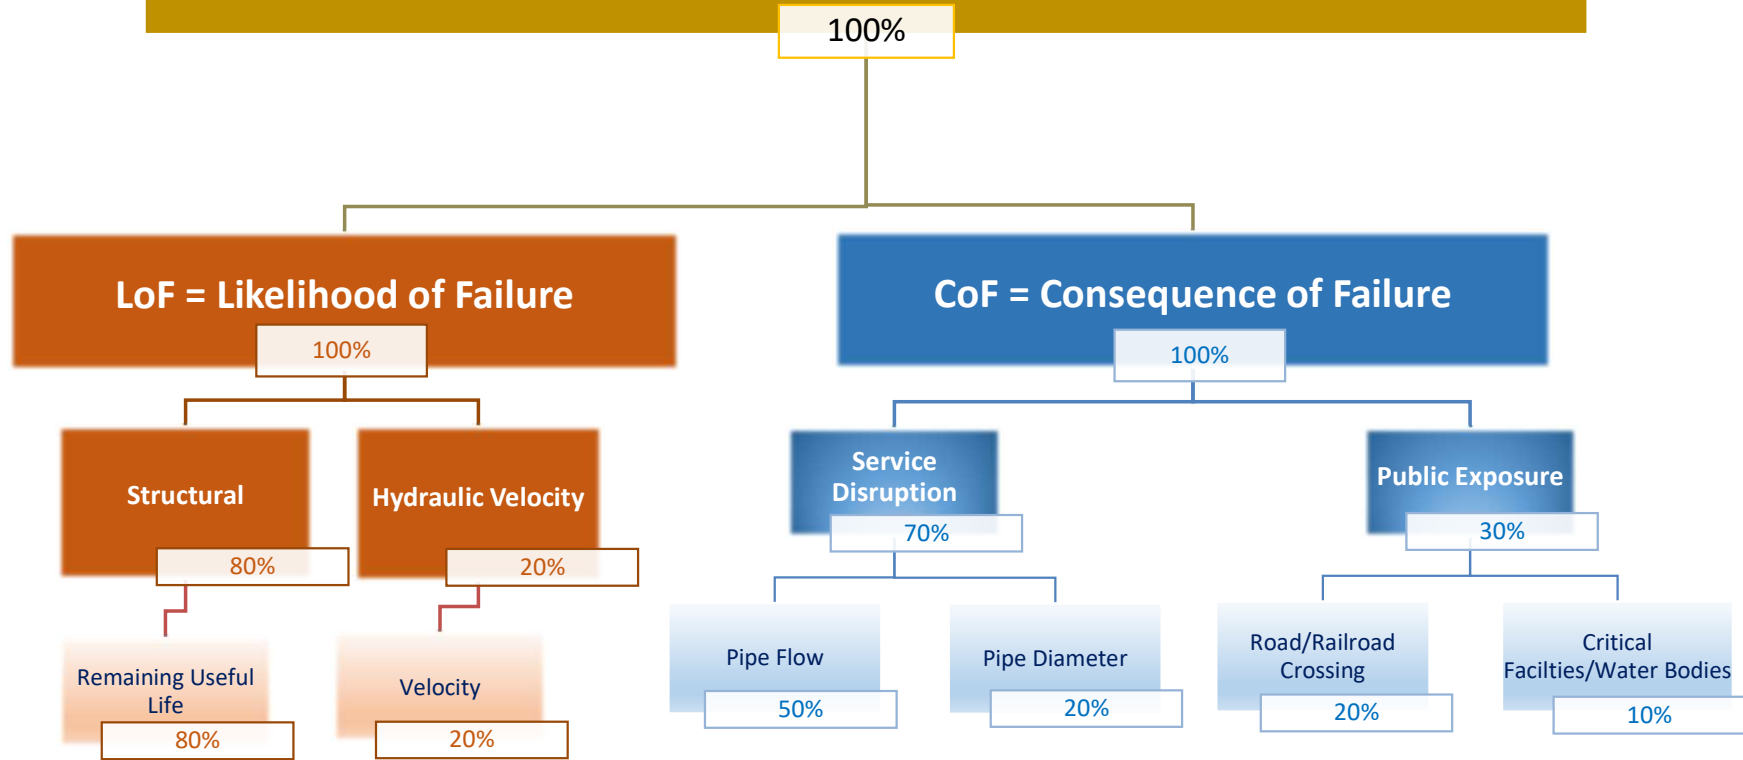 100%
LoF = Likelihood of Failure
100%
CoF = Consequence of Failure
100%
Structural
80%
Hydraulic Velocity
20%
Service
Disruption
70%
Public Exposure
30%
Remaining Useful
Life
80%
Velocity
20%
Pipe Flow
50%
Pipe Diameter
20%
Road/Railroad
Crossing
20%
Critical
Facilties/Water Bodies
10%